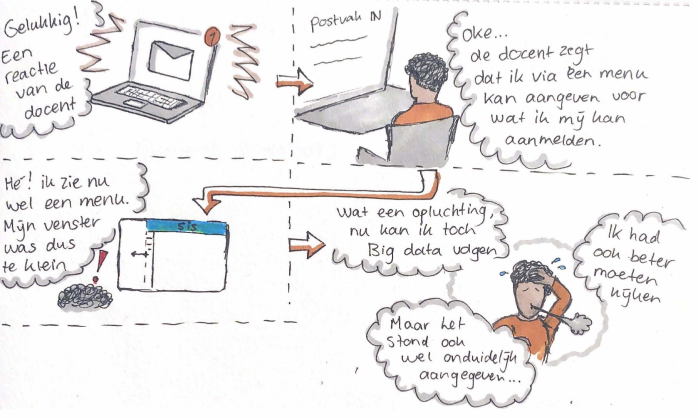 Gelukkig!
Een
reactie
van de
docent
1
Postvak IN
Oke...
de docent zegt
dat ik via een menu
kan aangeven voor
wat ik mij kan
aanmelden.
Hé! ik zie nu
wel een menu.
Mijn venster
was dus
te klein
!
SIS
Wat een opluchting,
nu kan ik toch
Big data volgen
Ik had
ook beter
moeten
kijken
Maar het
stond ook
wel onduidelijk
aangegeven...